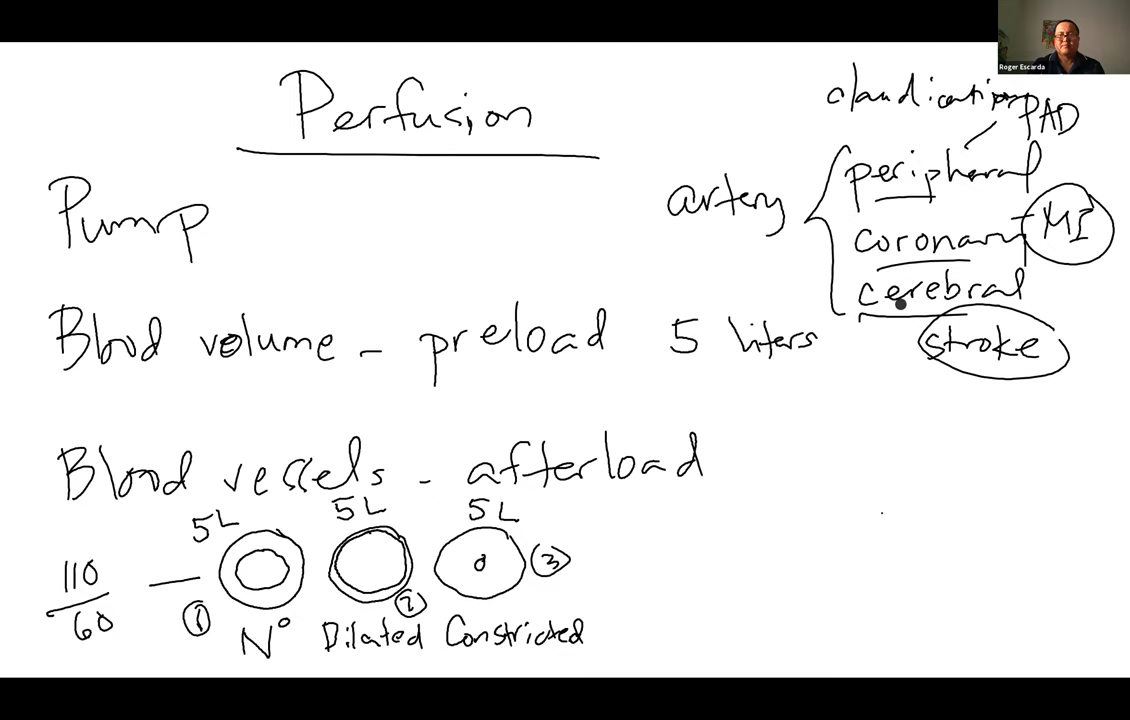 Roger Escarda
Perfusion
claudication PAD
Pump
artery
peripheral
coronary - MI
cerebral
stroke
Blood volume - preload 5 liters
Blood vessels - afterload
5L 5L 5L
110
60
1 2 3
N° Dilated Constricted